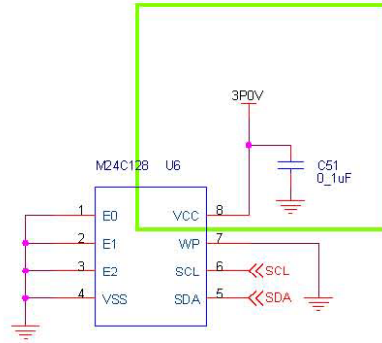 3P0V
M24C128 U6
C51
0_1uF
1 E0 VCC 8
2 E1 WP 7
3 E2 SCL 6 SCL
4 VSS SDA 5 SDA